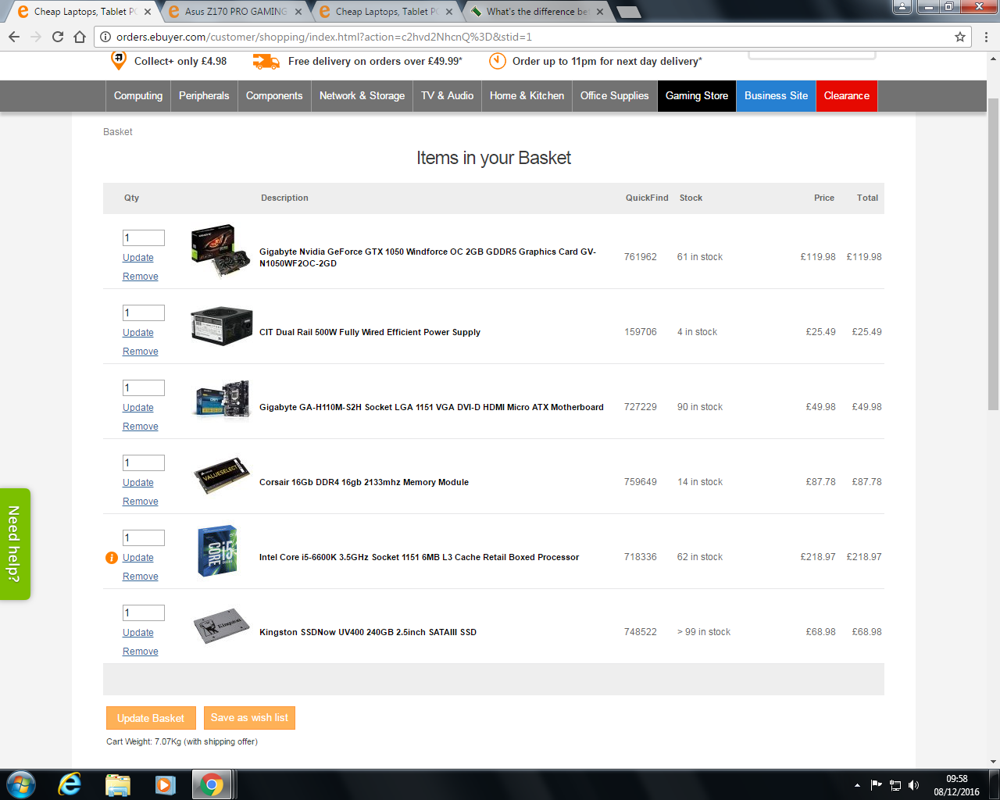 Cheap Laptops, Tablet PC
Asus Z170 PRO GAMING
Cheap Laptops, Tablet PC
What's the difference be
orders.ebuyer.com/customer/shopping/index.html?action=c2hvd2NhcnQ%3D&stid=1
Collect+ only £4.98
Free delivery on orders over £49.99*
Order up to 11pm for next day delivery*
Computing
Peripherals
Components
Network & Storage
TV & Audio
Home & Kitchen
Office Supplies
Gaming Store
Business Site
Clearance
Basket
Items in your Basket
Qty Description QuickFind Stock Price Total
1
Update
Remove
Gigabyte Nvidia GeForce GTX 1050 Windforce OC 2GB GDDR5 Graphics Card GV-
N1050WF2OC-2GD
761962 61 in stock £119.98 £119.98
1
Update
Remove
CIT Dual Rail 500W Fully Wired Efficient Power Supply
159706 4 in stock £25.49 £25.49
1
Update
Remove
Gigabyte GA-H110M-S2H Socket LGA 1151 VGA DVI-D HDMI Micro ATX Motherboard
727229 90 in stock £49.98 £49.98
1
Update
Remove
VALUESELECT
Corsair 16Gb DDR4 16gb 2133mhz Memory Module
759649 14 in stock £87.78 £87.78
1
Update
Remove
CORE i5
Intel Core i5-6600K 3.5GHz Socket 1151 6MB L3 Cache Retail Boxed Processor
718336 62 in stock £218.97 £218.97
1
Update
Remove
Kingston
Kingston SSDNow UV400 240GB 2.5inch SATAIII SSD
748522 > 99 in stock £68.98 £68.98
Need help?
Update Basket
Save as wish list
Cart Weight: 7.07Kg (with shipping offer)
09:58
08/12/2016